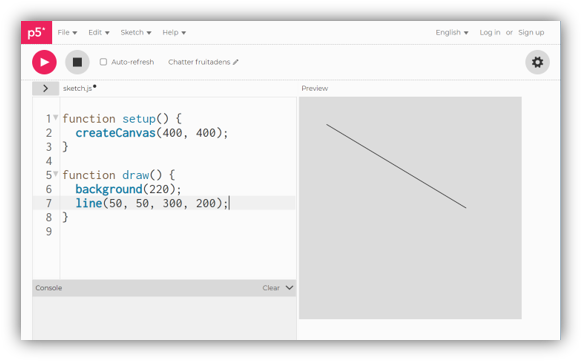 p5* File Edit Sketch Help English Log in or Sign up
Auto-refresh Chatter fruitadens
sketch.js
Preview
1 function setup() {
2 createCanvas(400, 400);
3 }
4
5 function draw() {
6 background(220);
7 line(50, 50, 300, 200);
8 }
9
Console Clear